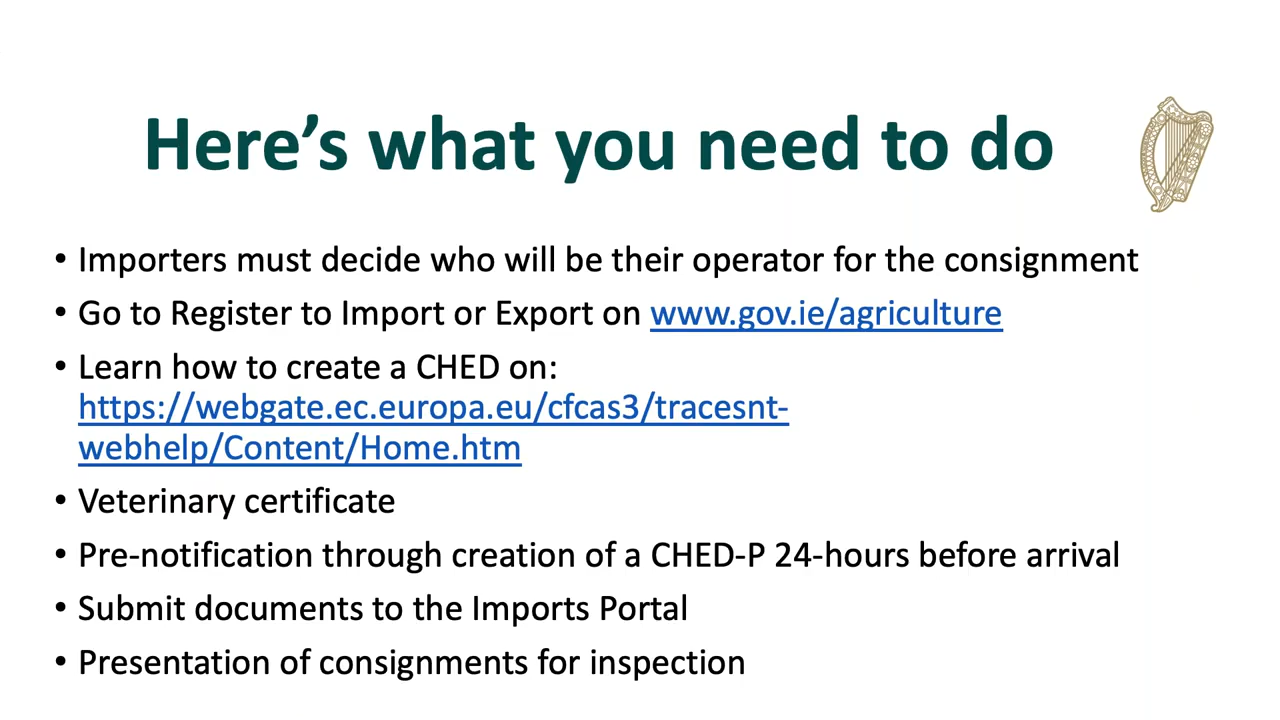 Here’s what you need to do
• Importers must decide who will be their operator for the consignment
• Go to Register to Import or Export on www.gov.ie/agriculture
• Learn how to create a CHED on:
https://webgate.ec.europa.eu/cfcas3/tracesnt-
webhelp/Content/Home.htm
• Veterinary certificate
• Pre-notification through creation of a CHED-P 24-hours before arrival
• Submit documents to the Imports Portal
• Presentation of consignments for inspection